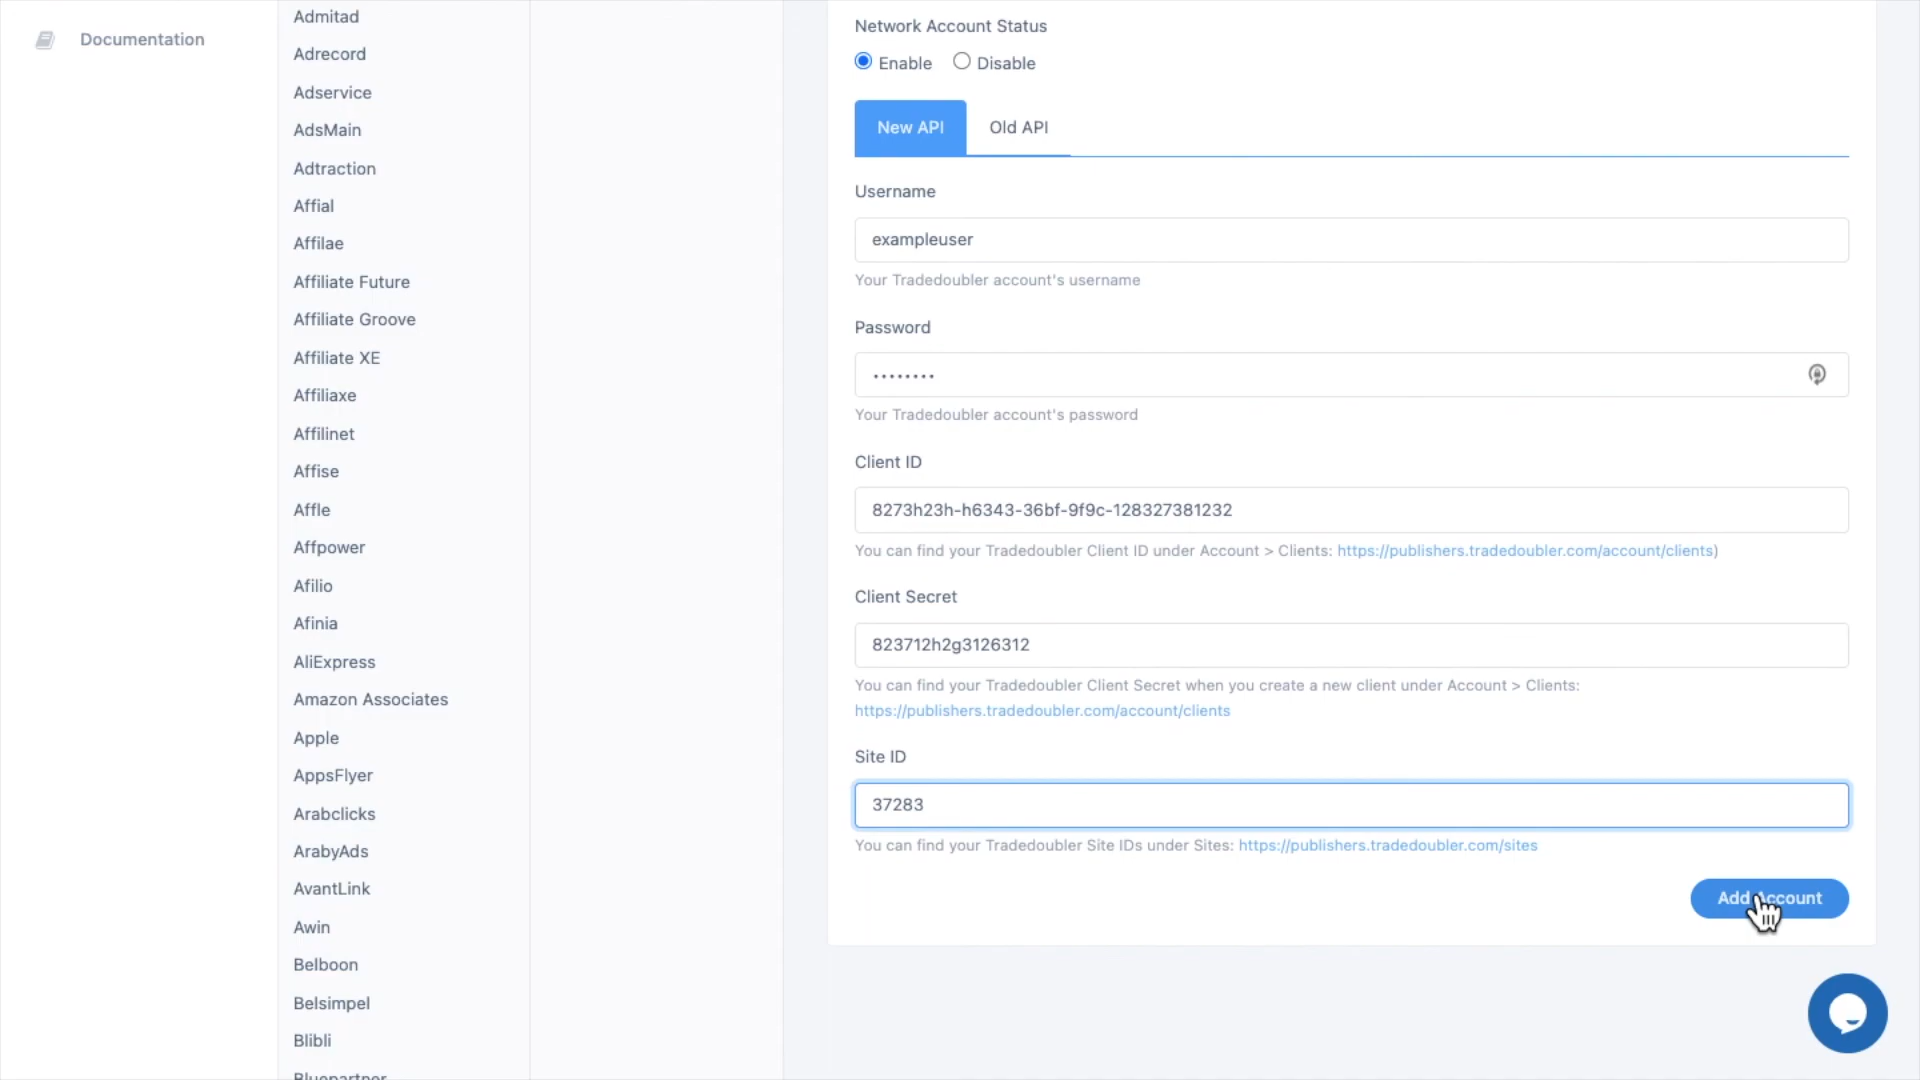 Documentation
Admitad
Adrecord
Adservice
AdsMain
Adtraction
Affial
Affilae
Affiliate Future
Affiliate Groove
Affiliate XE
Affiliaxe
Affilinet
Affise
Affle
Affpower
Afilio
Afinia
AliExpress
Amazon Associates
Apple
AppsFlyer
Arabclicks
ArabyAds
AvantLink
Awin
Belboon
Belsimpel
Blibli
Bluepartner
Network Account Status
Enable Disable
New API Old API
Username
exampleuser
Your Tradedoubler account's username
Password
••••••••
Your Tradedoubler account's password
Client ID
8273h23h-h6343-36bf-9f9c-128327381232
You can find your Tradedoubler Client ID under Account > Clients: https://publishers.tradedoubler.com/account/clients)
Client Secret
823712h2g3126312
You can find your Tradedoubler Client Secret when you create a new client under Account > Clients:
https://publishers.tradedoubler.com/account/clients
Site ID
37283
You can find your Tradedoubler Site IDs under Sites: https://publishers.tradedoubler.com/sites
Add Account